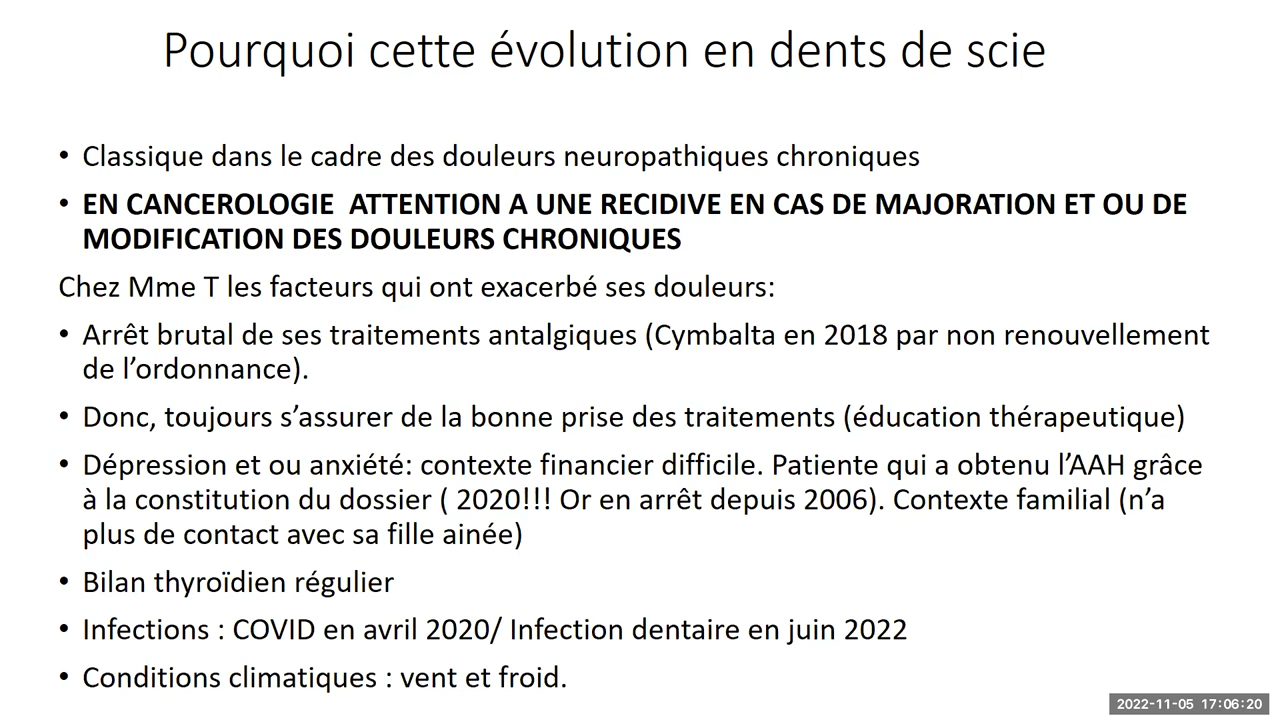 Pourquoi cette évolution en dents de scie
• Classique dans le cadre des douleurs neuropathiques chroniques
• EN CANCEROLOGIE  ATTENTION A UNE RECIDIVE EN CAS DE MAJORATION ET OU DE
MODIFICATION DES DOULEURS CHRONIQUES
Chez Mme T les facteurs qui ont exacerbé ses douleurs:
• Arrêt brutal de ses traitements antalgiques (Cymbalta en 2018 par non renouvellement
de l’ordonnance).
• Donc, toujours s’assurer de la bonne prise des traitements (éducation thérapeutique)
• Dépression et ou anxiété: contexte financier difficile. Patiente qui a obtenu l’AAH grâce
à la constitution du dossier ( 2020!!! Or en arrêt depuis 2006). Contexte familial (n’a
plus de contact avec sa fille ainée)
• Bilan thyroïdien régulier
• Infections : COVID en avril 2020/ Infection dentaire en juin 2022
• Conditions climatiques : vent et froid.
2022-11-05 17:06:20